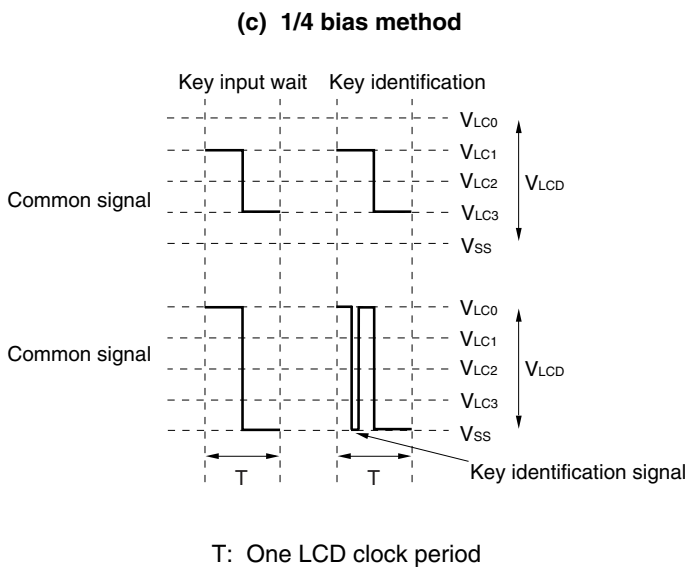 (c) 1/4 bias method
Key input wait Key identification
VLC0
VLC1
VLC2
VLC3
VSS
Common signal
VLCD
VLC0
VLC1
VLC2
VLC3
VSS
Common signal
VLCD
T T
Key identification signal
T: One LCD clock period